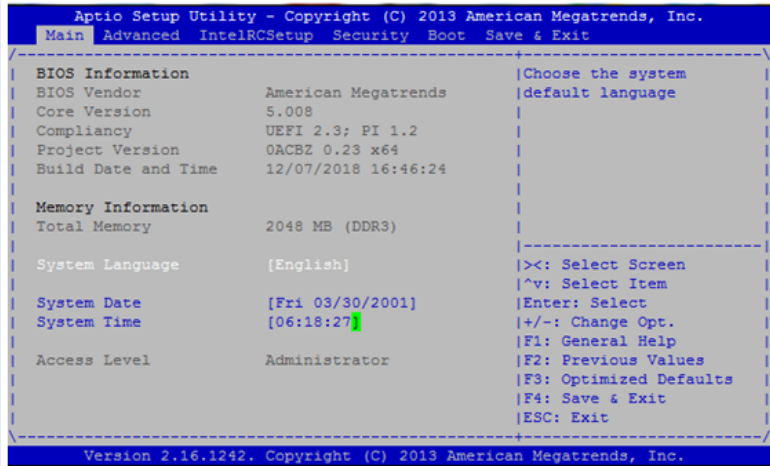 Aptio Setup Utility - Copyright (C) 2013 American Megatrends, Inc.
Main Advanced IntelRCSetup Security Boot Save & Exit
BIOS Information |Choose the system
BIOS Vendor American Megatrends |default language
Core Version 5.008
Compliancy UEFI 2.3; PI 1.2
Project Version 0ACBZ 0.23 x64
Build Date and Time 12/07/2018 16:46:24
Memory Information
Total Memory 2048 MB (DDR3)
System Language [English] |><: Select Screen
|^v: Select Item
System Date [Fri 03/30/2001] |Enter: Select
System Time [06:18:27] |+/-: Change Opt.
|F1: General Help
Access Level Administrator |F2: Previous Values
|F3: Optimized Defaults
|F4: Save & Exit
|ESC: Exit
Version 2.16.1242. Copyright (C) 2013 American Megatrends, Inc.